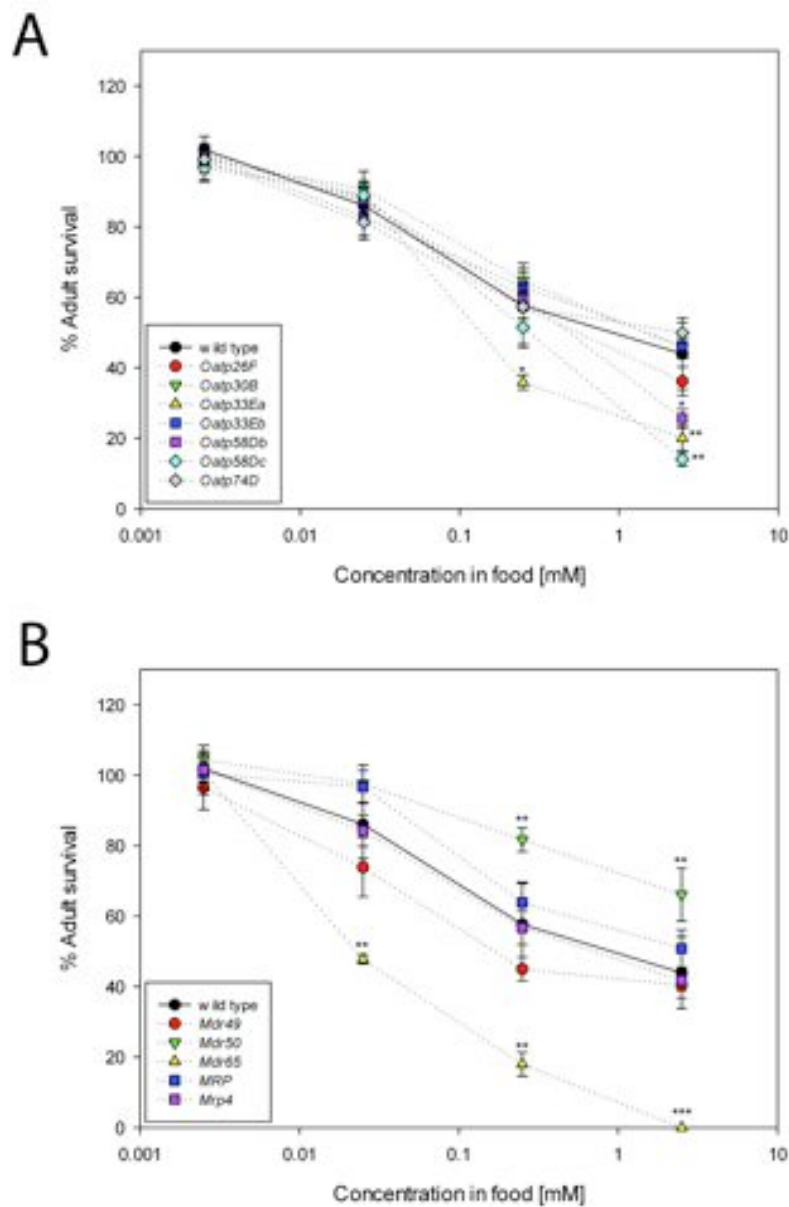 A
120
100
80
60
40
20
0
% Adult survival
wild type
Oatp26F
Oatp30B
Oatp33Ea
Oatp33Eb
Oatp58Db
Oatp58Dc
Oatp74D
*
*
**
**
0.001 0.01 0.1 1 10
Concentration in food [mM]
B
120
100
80
60
40
20
0
% Adult survival
wild type
Mdr49
Mdr50
Mdr65
MRP
Mrp4
**
**
**
**
***
0.001 0.01 0.1 1 10
Concentration in food [mM]